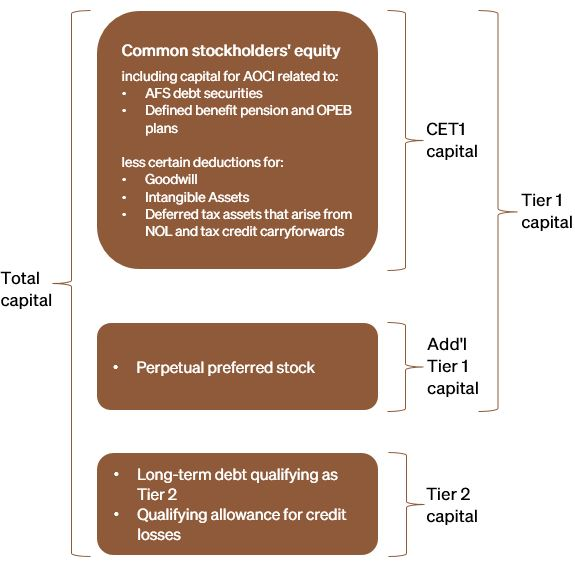 Common stockholders' equity
including capital for AOCI related to:
• AFS debt securities
• Defined benefit pension and OPEB
plans
less certain deductions for:
• Goodwill
• Intangible Assets
• Deferred tax assets that arise from
NOL and tax credit carryforwards
CET1
capital
Tier 1
capital
Total
capital
• Perpetual preferred stock
Add'l
Tier 1
capital
• Long-term debt qualifying as
Tier 2
• Qualifying allowance for credit
losses
Tier 2
capital